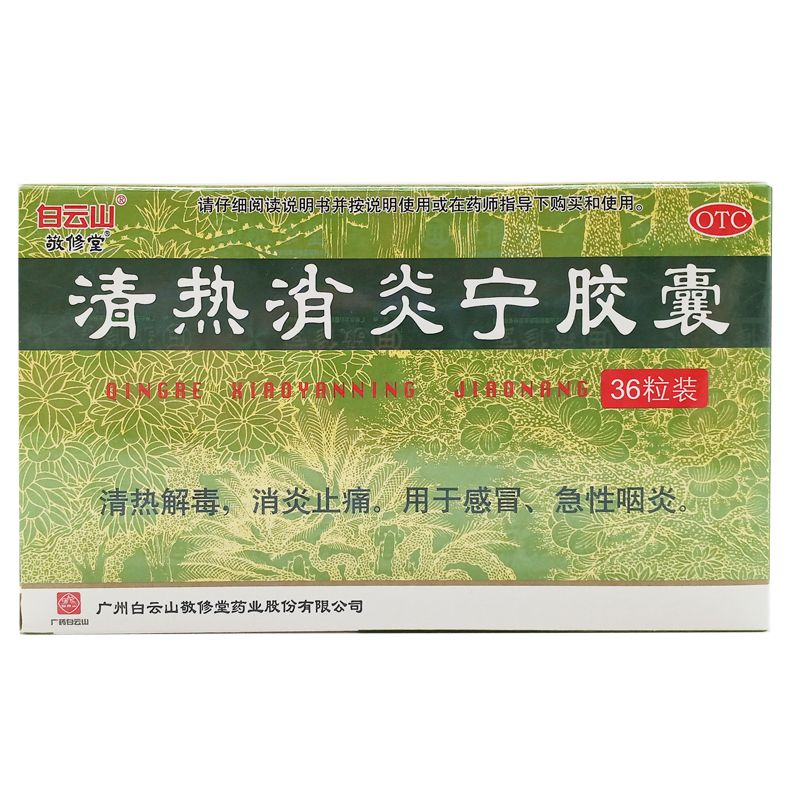 白云山®
敬修堂®
请仔细阅读说明书并按说明使用或在药师指导下购买和使用。
OTC
清热消炎宁胶囊
QINGRE XIAOYANNING JIAONANG
36粒装
清热解毒，消炎止痛。用于感冒、急性咽炎。
广药白云山
广州白云山敬修堂药业股份有限公司